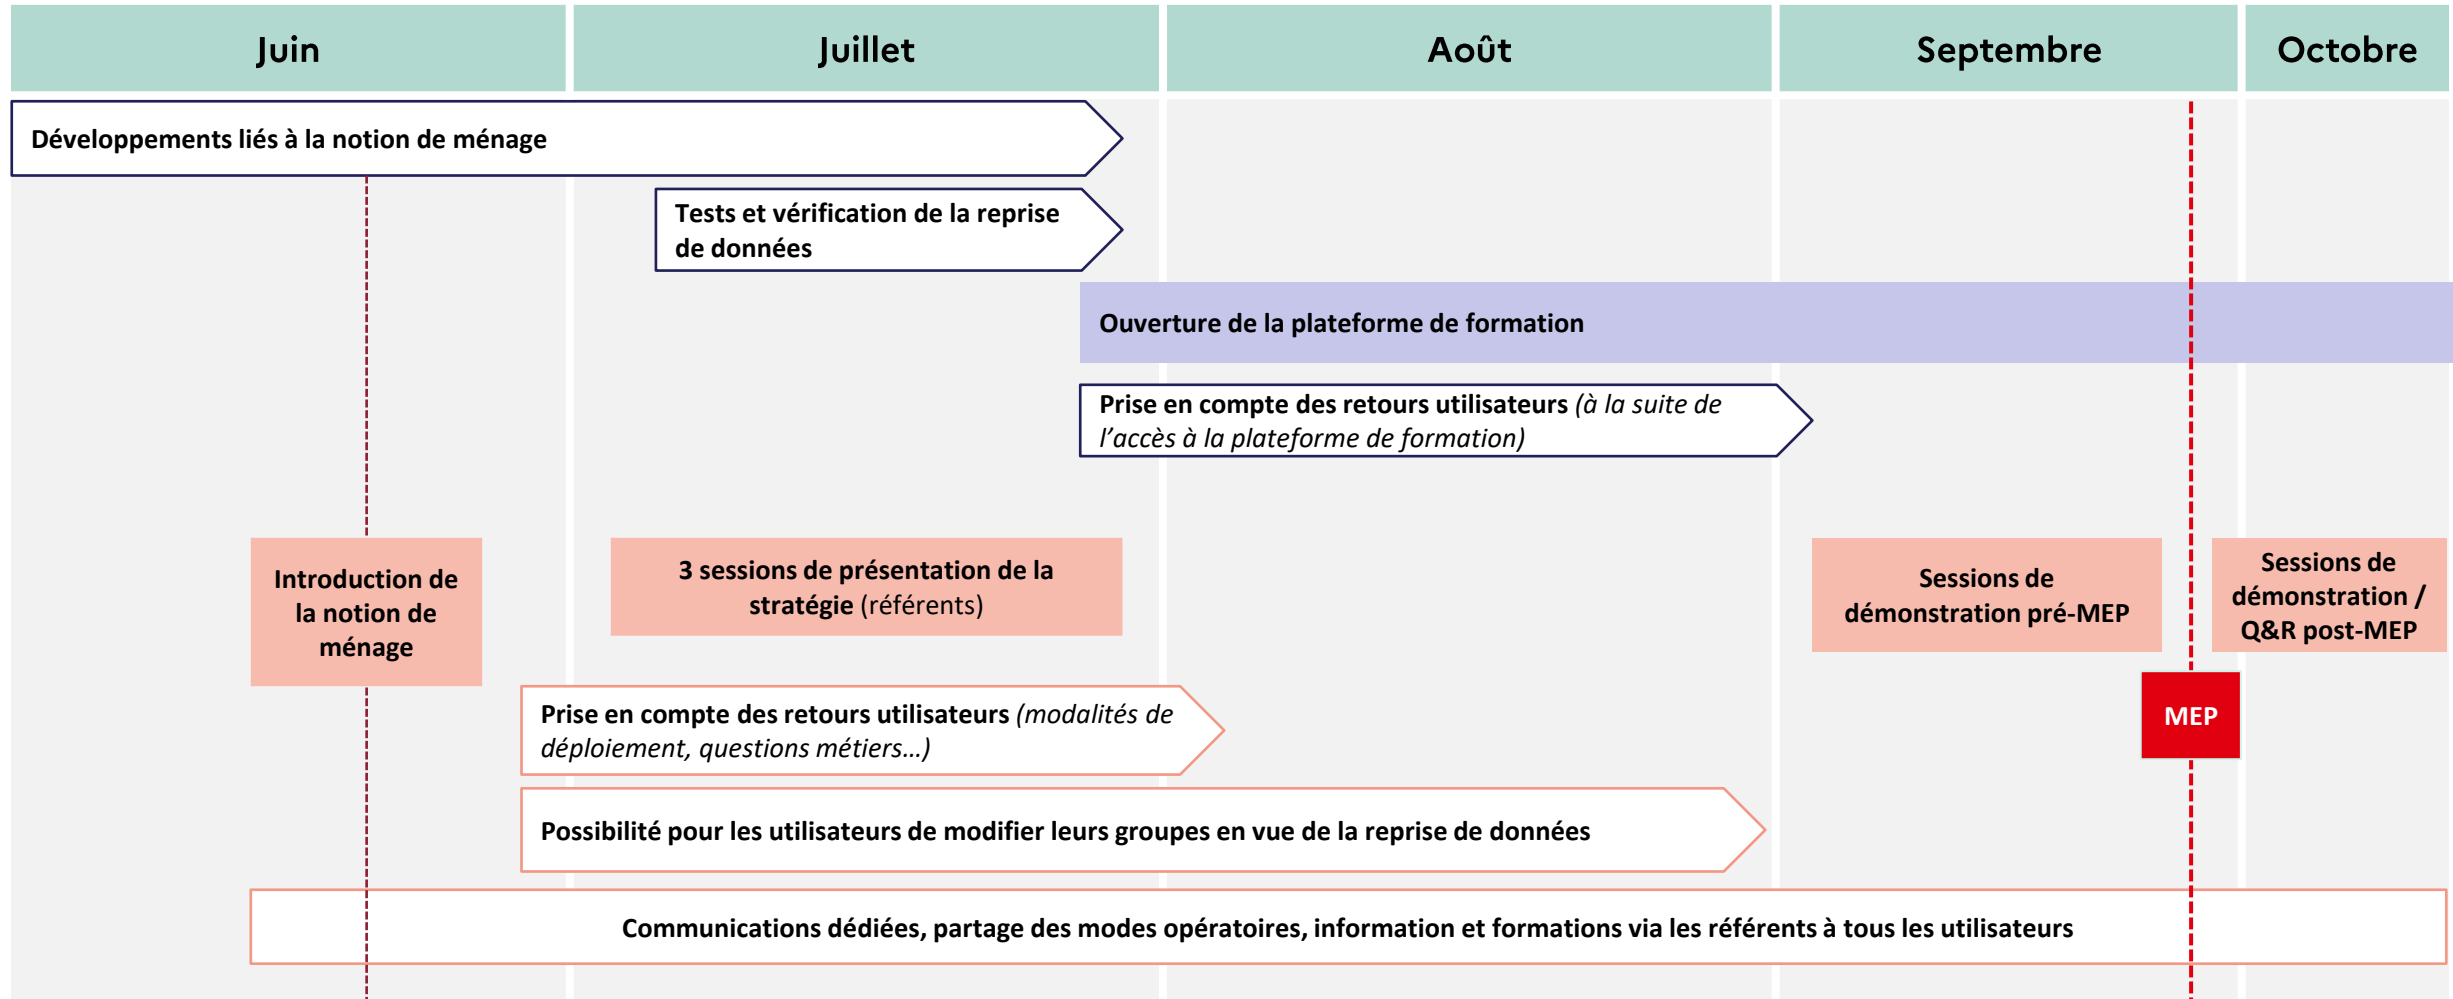 Juin
Juillet
Août
Septembre
Octobre
Développements liés à la notion de ménage
Tests et vérification de la reprise
de données
Ouverture de la plateforme de formation
Prise en compte des retours utilisateurs (à la suite de
l’accès à la plateforme de formation)
Introduction de
la notion de
ménage
3 sessions de présentation de la
stratégie (référents)
Sessions de
démonstration pré-MEP
Sessions de
démonstration /
Q&R post-MEP
Prise en compte des retours utilisateurs (modalités de
déploiement, questions métiers…)
MEP
Possibilité pour les utilisateurs de modifier leurs groupes en vue de la reprise de données
Communications dédiées, partage des modes opératoires, information et formations via les référents à tous les utilisateurs